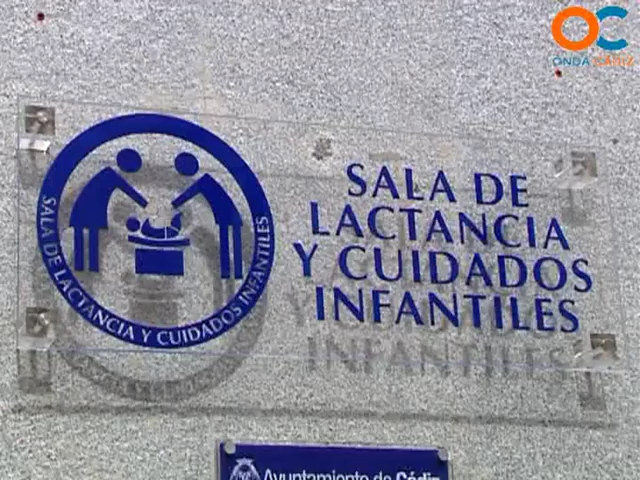 OC
ONDA CÁDIZ
SALA DE LACTANCIA Y CUIDADOS INFANTILES
SALA DE
LACTANCIA
Y CUIDADOS
INFANTILES
Ayuntamiento de Cádiz